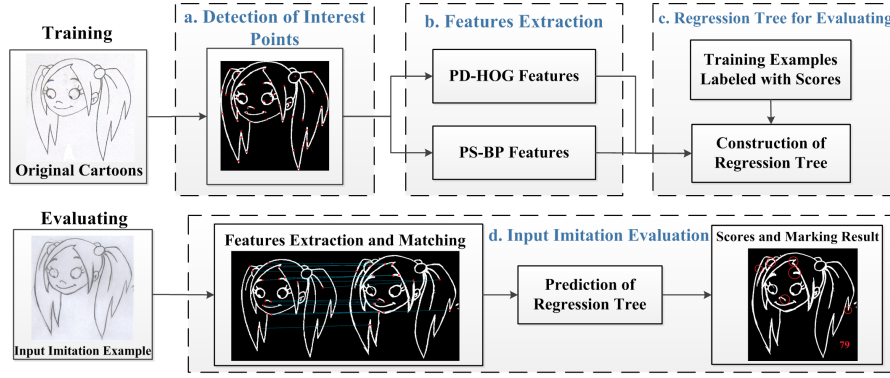 Training
Original Cartoons
a. Detection of Interest
Points
b. Features Extraction
PD-HOG Features
PS-BP Features
c. Regression Tree for Evaluating
Training Examples
Labeled with Scores
Construction of
Regression Tree
Evaluating
Input Imitation Example
Features Extraction and Matching
d. Input Imitation Evaluation
Prediction of
Regression Tree
Scores and Marking Result
79